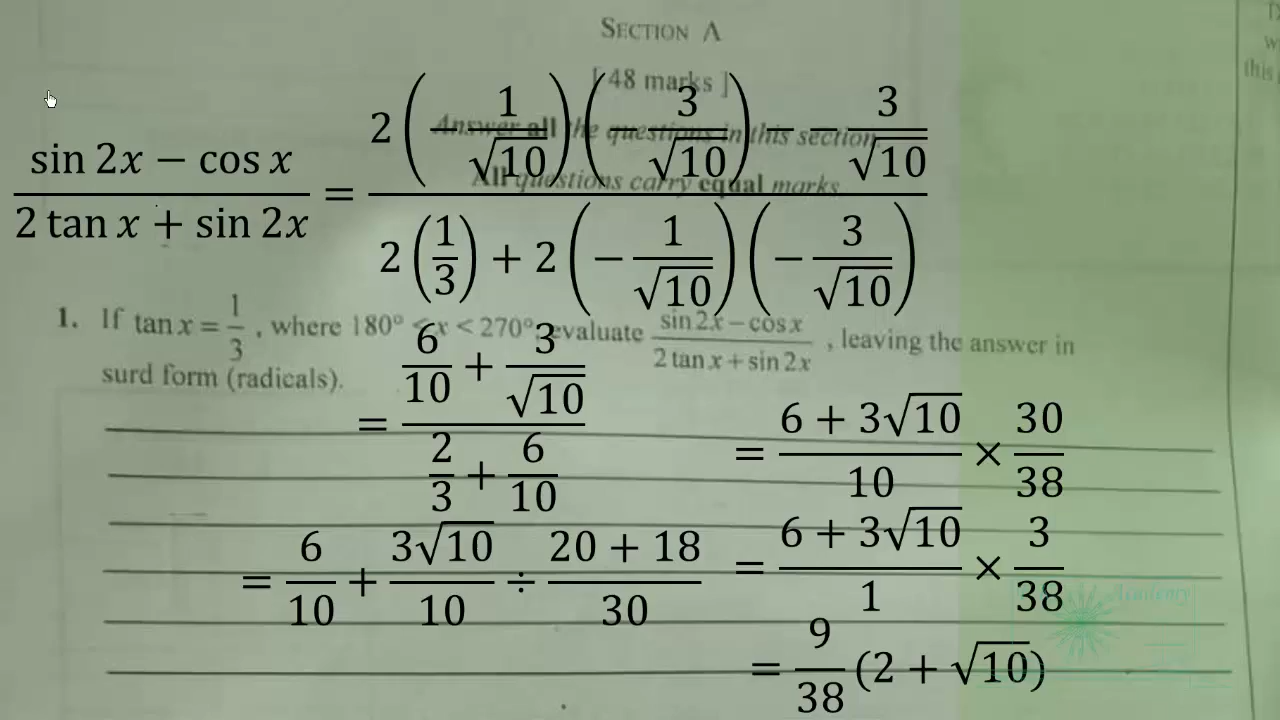 SECTION A
[ 48 marks ]
Answer all the questions in this section.
All questions carry equal marks
(sin 2x − cos x)/(2 tan x + sin 2x) = (2(−1/√10)(−3/√10) − −3/√10)/(2(1/3) + 2(−1/√10)(−3/√10))
1. If tan x = 1/3 , where 180° < x < 270°, evaluate (sin 2x − cos x)/(2 tan x + sin 2x) , leaving the answer in
surd form (radicals).
= (6/10 + 3/√10)/(2/3 + 6/10)
= 6/10 + 3√10/10 ÷ (20 + 18)/30
= (6 + 3√10)/10 × 30/38
= (6 + 3√10)/1 × 3/38
= 9/38 (2 + √10)
Academy